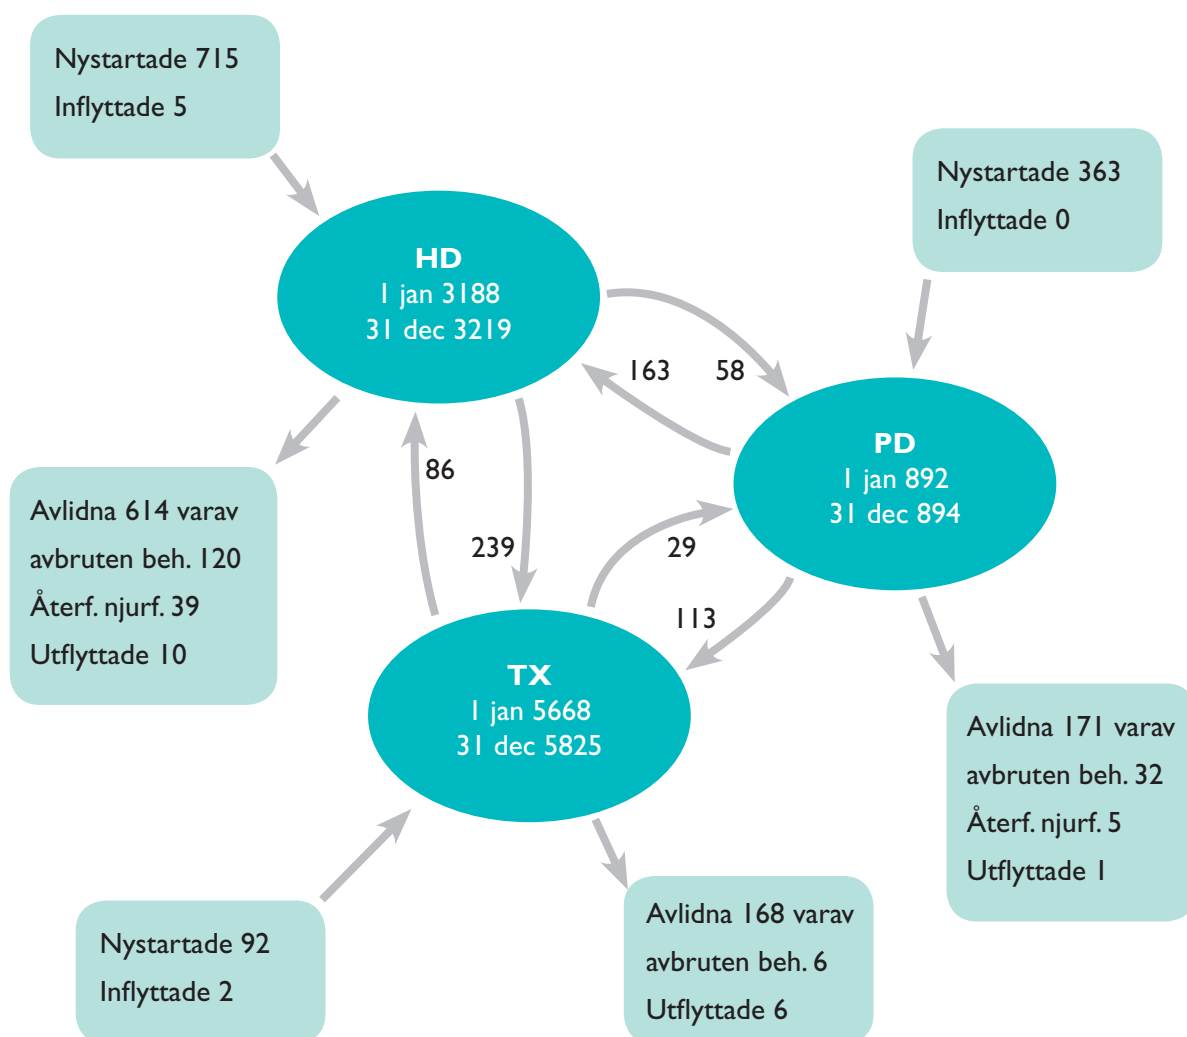 Nystartade 715
Inflyttade 5
Nystartade 363
Inflyttade 0
HD
1 jan 3188
31 dec 3219
163
58
PD
1 jan 892
31 dec 894
86
239
29
113
Avlidna 614 varav
avbruten beh. 120
Återf. njurf. 39
Utflyttade 10
TX
1 jan 5668
31 dec 5825
Avlidna 171 varav
avbruten beh. 32
Återf. njurf. 5
Utflyttade 1
Nystartade 92
Inflyttade 2
Avlidna 168 varav
avbruten beh. 6
Utflyttade 6